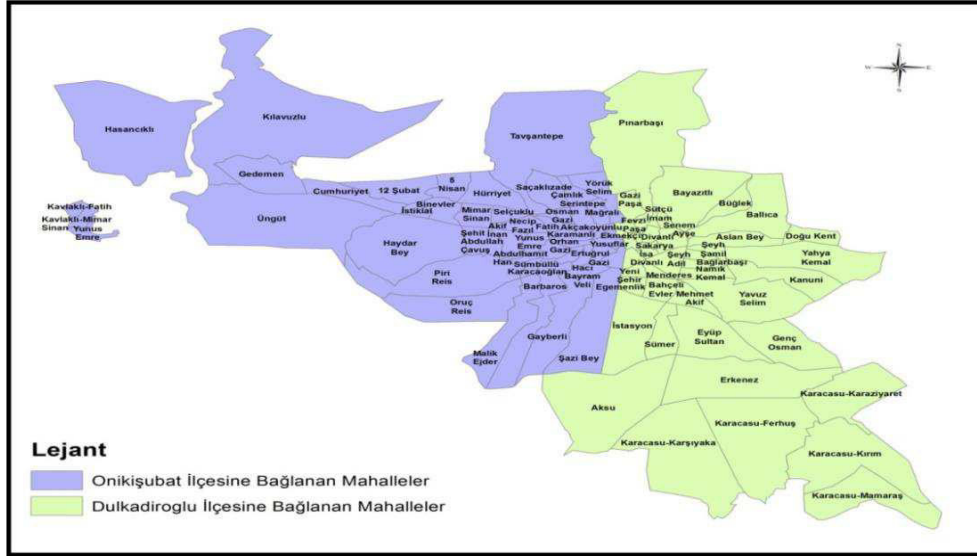 N
W E
S
Hasancıklı
Kılavuzlu
Tavşantepe
Pınarbaşı
Gedemen
Cumhuriyet
12 Şubat
5
Nisan
Hürriyet
Saçaklızade
Çamlık
Yörük
Selim
Serintepe
Gazi
Paşa
Bayazıtlı
Büğlek
Ballıca
Kavlaklı-Fatih
Kavlaklı-Mimar
Sinan
Yunus
Emre
Üngüt
Binevler
İstiklal
Mimar
Sinan
Selçuklu
Osman
Gazi
Mağralı
Fevzi
Paşa
Sütçü
İmam
Senem
Ayşe
Aslan Bey
Doğu Kent
Haydar
Bey
Akif
İnan
Necip
Fazıl
Fatih
Akçakoyunlu
Karamanlı
Ekmekçi
Divanlı
Sakarya
Şehit
Abdullah
Çavuş
Yunus
Emre
Orhan
Gazi
Yusuflar
İsa
Divanlı
Şeyh
Adil
Şeyh
Şamil
Bağlarbaşı
Yahya
Kemal
Abdulhamit
Han
Ertuğrul
Gazi
Namık
Kemal
Kanuni
Piri
Reis
Sümbüllü
Karacaoğlan
Hacı
Bayram
Veli
Yeni
Şehir
Menderes
Egemenlik
Bahçeli
Evler
Mehmet
Akif
Yavuz
Selim
Oruç
Reis
Barbaros
İstasyon
Sümer
Eyüp
Sultan
Genç
Osman
Malik
Ejder
Gayberli
Şazi Bey
Aksu
Erkenez
Karacasu-Karaziyaret
Karacasu-Ferhuş
Karacasu-Karşıyaka
Karacasu-Kırım
Karacasu-Mamaraş
Lejant
Onikişubat İlçesine Bağlanan Mahalleler
Dulkadiroglu İlçesine Bağlanan Mahalleler